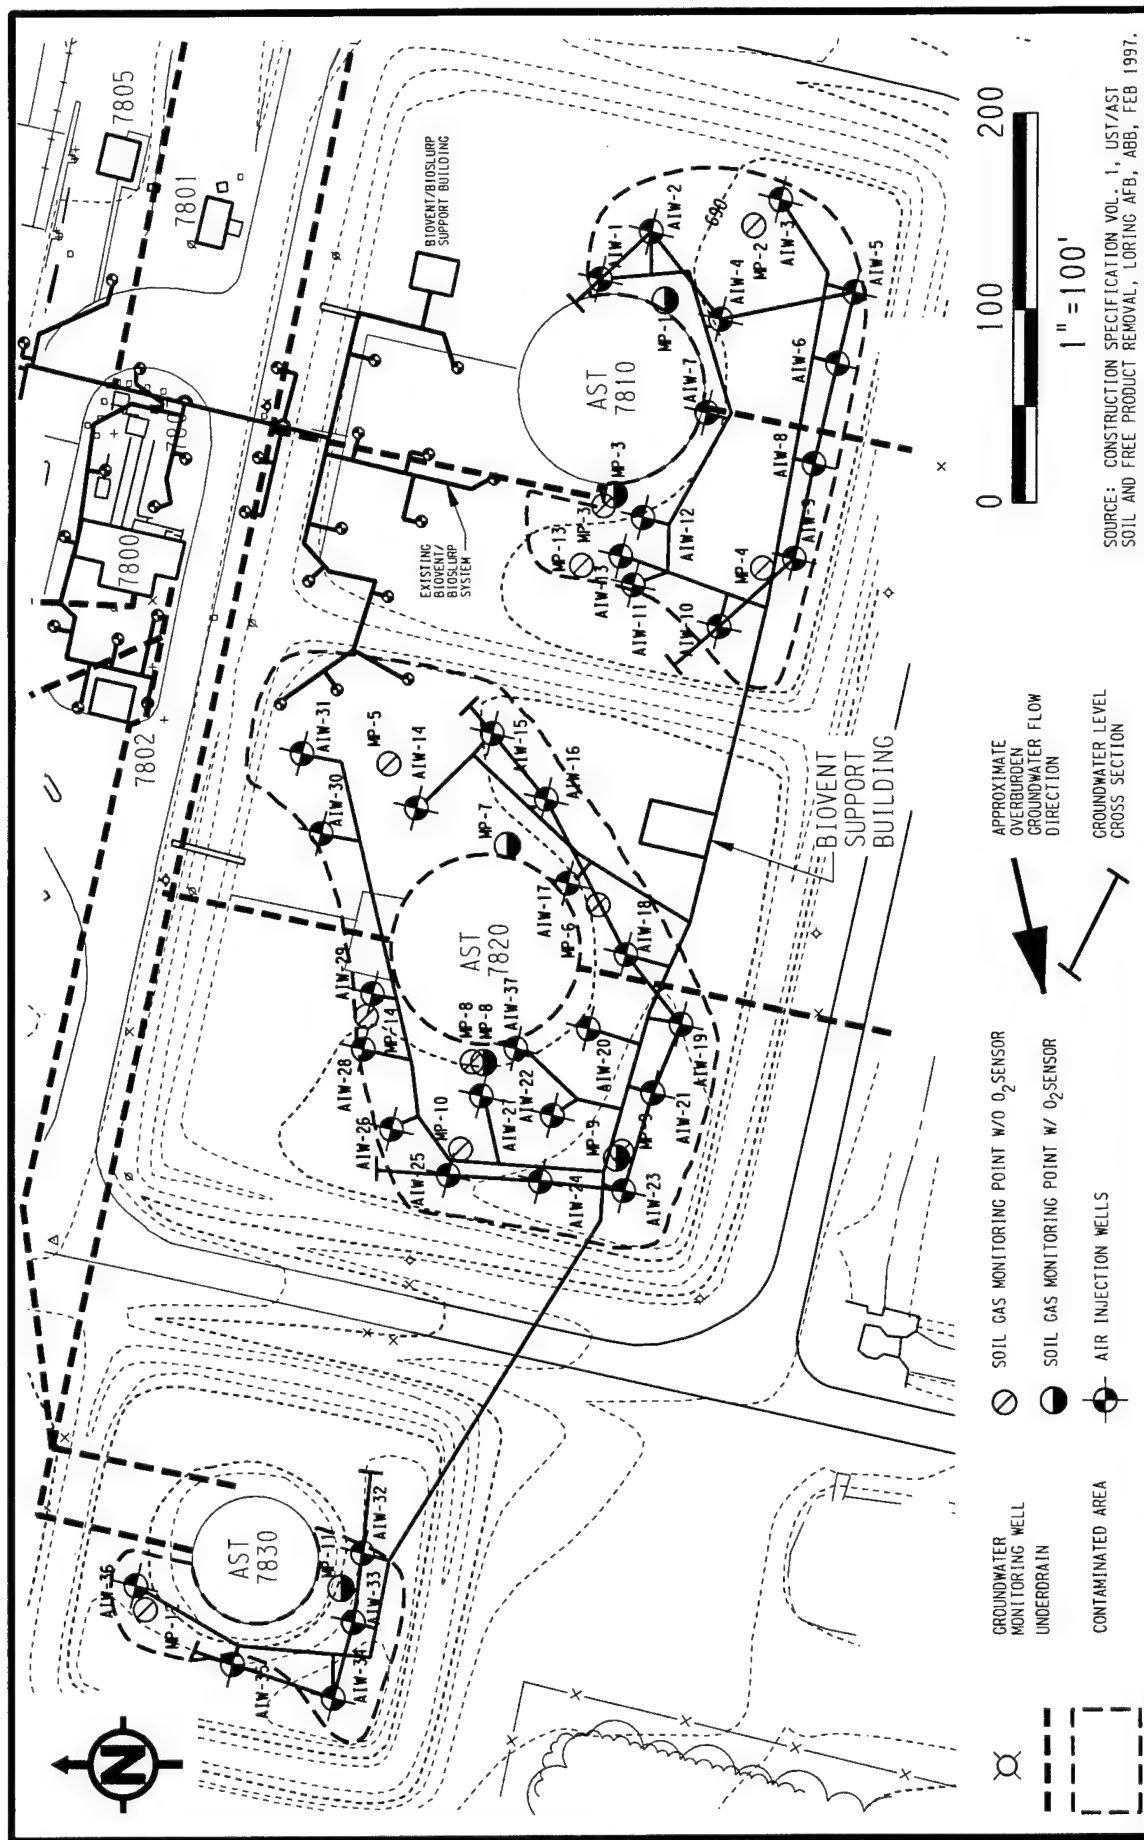 N
AST
7830
AIW-36
MP-12
AIW-35
AIW-34
AIW-33
MP-11
AIW-32
7802
7800
7801
7805
BIOVENT/BIOSLURP
SUPPORT BUILDING
EXISTING
BIOVENT/
BIOSLURP
SYSTEM
AST
7820
AIW-31
AIW-30
MP-5
AIW-14
AIW-15
AIW-16
MP-7
AIW-17
MP-6
AIW-18
AIW-29
MP-14
AIW-28
MP-8
MP-8
AIW-37
AIW-20
AIW-19
AIW-22
AIW-27
AIW-26
MP-10
AIW-25
AIW-24
MP-9
MP-9
AIW-21
AIW-23
AST
7810
AIW-1
AIW-2
690
MP-1
AIW-4
MP-2
AIW-3
AIW-5
AIW-6
AIW-7
AIW-8
AIW-9
MP-3
MP-3
MP-13
AIW-12
AIW-13
AIW-11
AIW-10
MP-4
BIOVENT
SUPPORT
BUILDING
GROUNDWATER
MONITORING WELL
UNDERDRAIN
CONTAMINATED AREA
SOIL GAS MONITORING POINT W/O O2SENSOR
SOIL GAS MONITORING POINT W/ O2SENSOR
AIR INJECTION WELLS
APPROXIMATE
OVERBURDEN
GROUNDWATER FLOW
DIRECTION
GROUNDWATER LEVEL
CROSS SECTION
0 100 200
1" =100'
SOURCE: CONSTRUCTION SPECIFICATION VOL. 1, UST/AST
SOIL AND FREE PRODUCT REMOVAL, LORING AFB, ABB, FEB 1997.